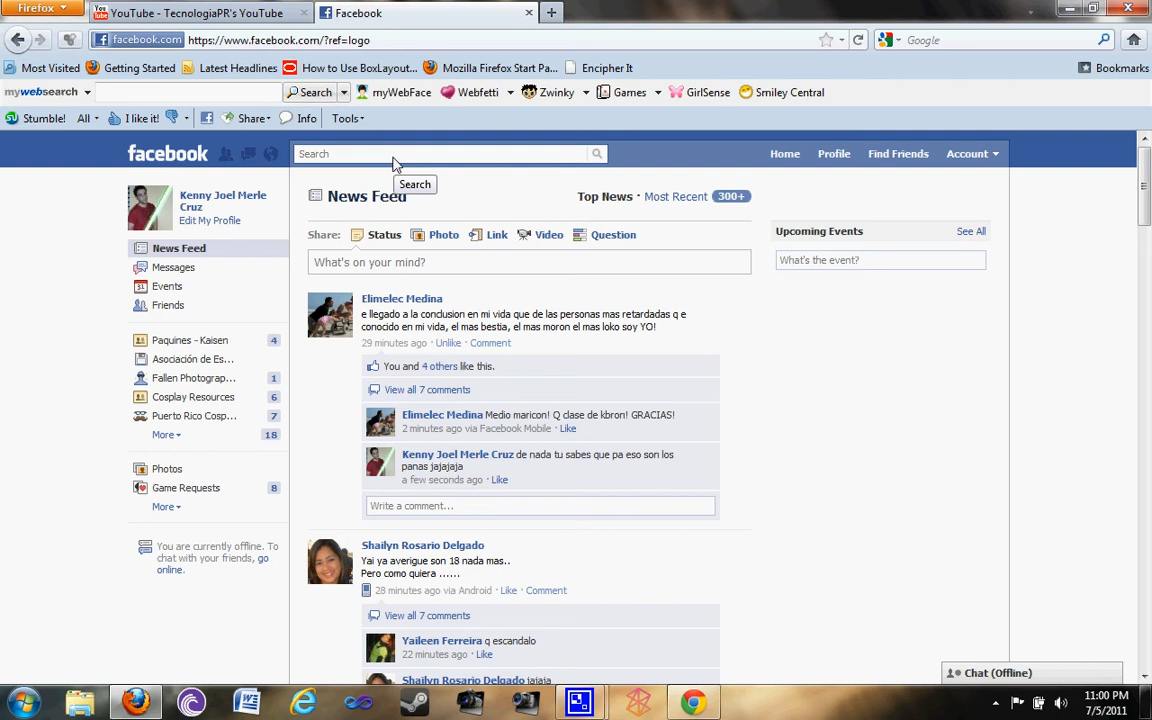 Firefox
YouTube - TecnologiaPR's YouTube
Facebook
facebook.com https://www.facebook.com/?ref=logo
Google
Most Visited Getting Started Latest Headlines How to Use BoxLayout... Mozilla Firefox Start Pa... Encipher It Bookmarks
mywebsearch Search myWebFace Webfetti Zwinky Games GirlSense Smiley Central
Stumble! All I like it! Share Info Tools
facebook Search Home Profile Find Friends Account
Search
Kenny Joel Merle
Cruz
Edit My Profile
News Feed
Messages
Events
Friends
Paquines - Kaisen 4
Asociación de Es...
Fallen Photograp... 1
Cosplay Resources 6
Puerto Rico Cosp... 7
More 18
Photos
Game Requests 8
More
You are currently offline. To
chat with your friends, go
online.
News Feed Top News · Most Recent 300+
Share: Status Photo Link Video Question
What's on your mind?
Elimelec Medina
e llegado a la conclusion en mi vida que de las personas mas retardadas q e
conocido en mi vida, el mas bestia, el mas moron el mas loko soy YO!
29 minutes ago · Unlike · Comment
You and 4 others like this.
View all 7 comments
Elimelec Medina Medio maricon! Q clase de kbron! GRACIAS!
2 minutes ago via Facebook Mobile · Like
Kenny Joel Merle Cruz de nada tu sabes que pa eso son los
panas jajajaja
a few seconds ago · Like
Write a comment...
Shailyn Rosario Delgado
Yai ya averigue son 18 nada mas..
Pero como quiera ......
28 minutes ago via Android · Like · Comment
View all 7 comments
Yaileen Ferreira q escandalo
22 minutes ago · Like
Shailyn Rosario Delgado jajaja
Upcoming Events See All
What's the event?
Chat (Offline)
11:00 PM
7/5/2011